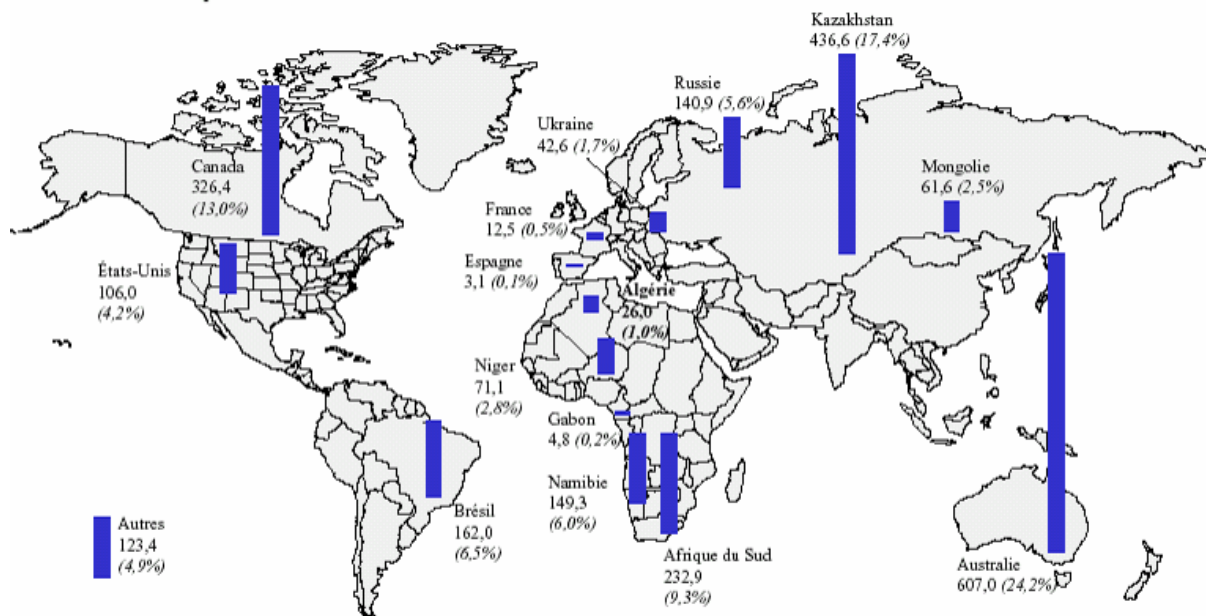 Kazakhstan
436,6 (17,4%)
Russie
140,9 (5,6%)
Ukraine
42,6 (1,7%)
Mongolie
61,6 (2,5%)
Canada
326,4
(13,0%)
France
12,5 (0,5%)
États-Unis
106,0
(4,2%)
Espagne
3,1 (0,1%)
Algérie
26,0
(1,0%)
Niger
71,1
(2,8%)
Gabon
4,8 (0,2%)
Namibie
149,3
(6,0%)
Brésil
162,0
(6,5%)
Autres
123,4
(4,9%)
Afrique du Sud
232,9
(9,3%)
Australie
607,0 (24,2%)